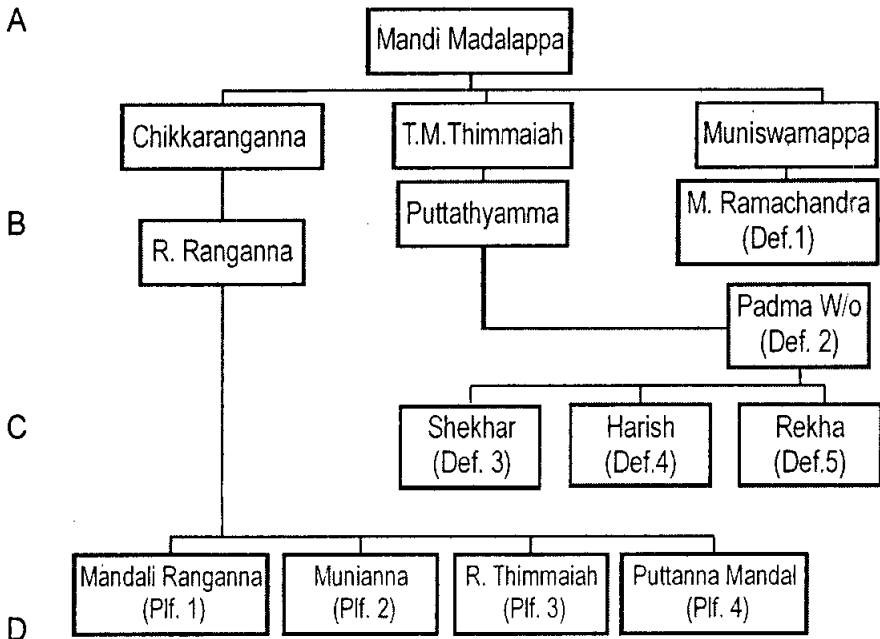 A
Mandi Madalappa
Chikkaranganna
T.M.Thimmaiah
Muniswamappa
B
R. Ranganna
Puttathyamma
M. Ramachandra
(Def.1)
Padma W/o
(Def. 2)
C
Shekhar
(Def. 3)
Harish
(Def.4)
Rekha
(Def.5)
Mandali Ranganna
(Plf. 1)
Munianna
(Plf. 2)
R. Thimmaiah
(Plf. 3)
Puttanna Mandal
(Plf. 4)
D